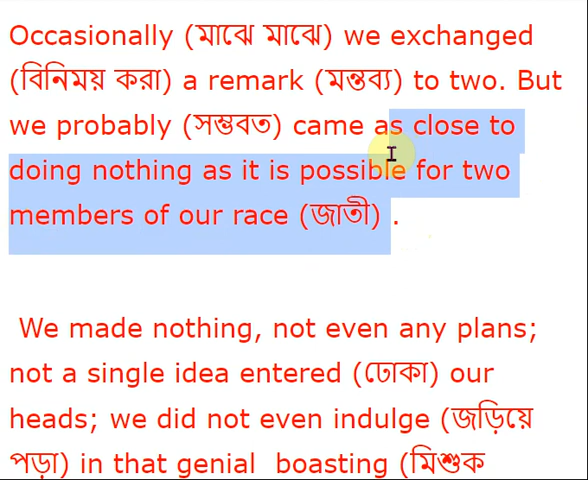 Occasionally (মাঝে মাঝে) we exchanged
(বিনিময় করা) a remark (মন্তব্য) to two. But
we probably (সম্ভবত) came as close to
doing nothing as it is possible for two
members of our race (জাতী) .
We made nothing, not even any plans;
not a single idea entered (ঢোকা) our
heads; we did not even indulge (জড়িয়ে
পড়া) in that genial boasting (মিশুক